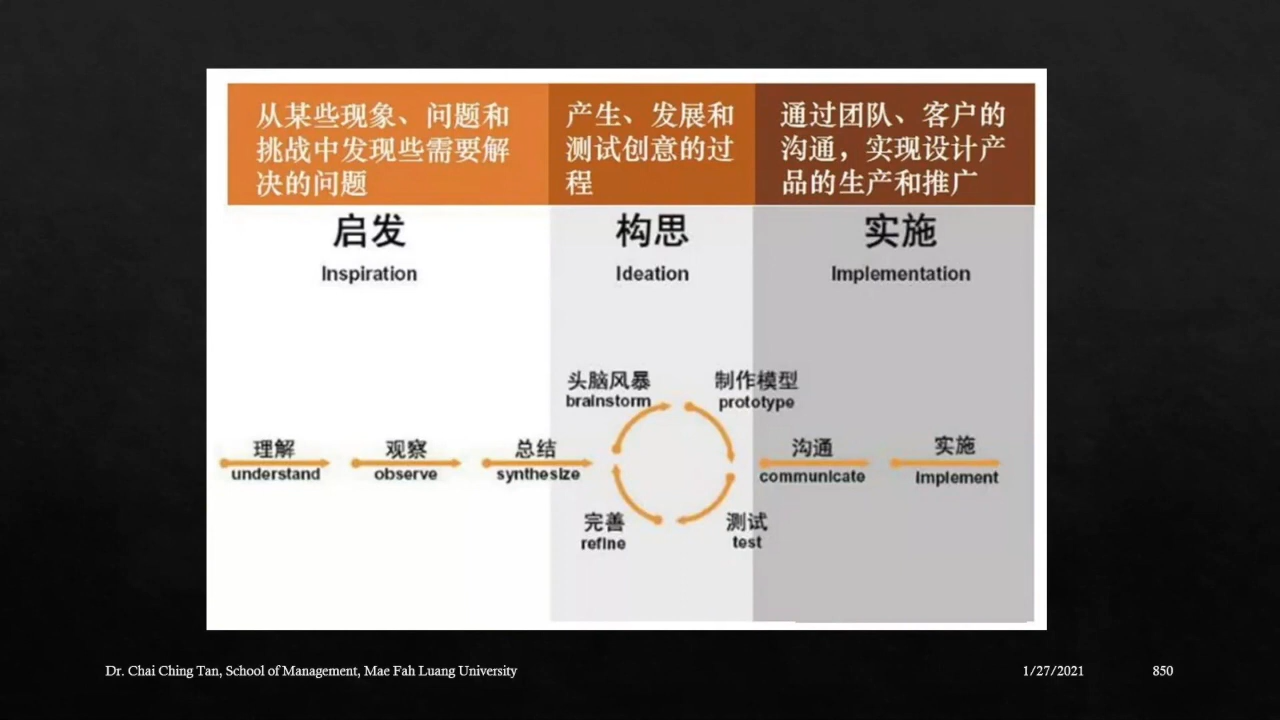 从某些现象、问题和
挑战中发现些需要解
决的问题
产生、发展和
测试创意的过
程
通过团队、客户的
沟通，实现设计产
品的生产和推广
启发
Inspiration
构思
Ideation
实施
Implementation
头脑风暴
brainstorm
制作模型
prototype
理解
understand
观察
observe
总结
synthesize
沟通
communicate
实施
implement
完善
refine
测试
test
Dr. Chai Ching Tan, School of Management, Mae Fah Luang University
1/27/2021
850